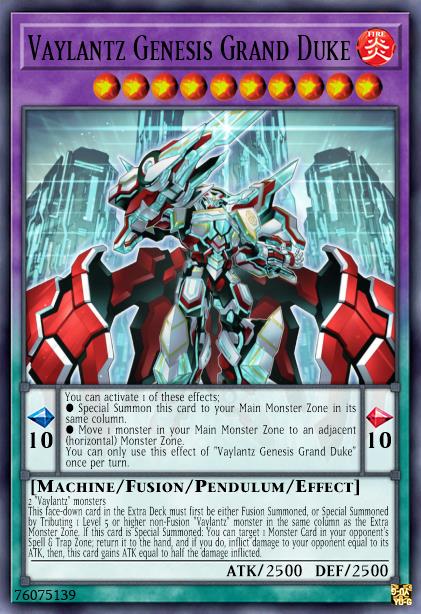 VAYLANTZ GENESIS GRAND DUKE
FIRE
炎
You can activate 1 of these effects;
● Special Summon this card to your Main Monster Zone in its
same column.
● Move 1 monster in your Main Monster Zone to an adjacent
(horizontal) Monster Zone.
You can only use this effect of "Vaylantz Genesis Grand Duke"
once per turn.
10
10
[MACHINE/FUSION/PENDULUM/EFFECT]
2 "Vaylantz" monsters
This face-down card in the Extra Deck must first be either Fusion Summoned, or Special Summoned
by Tributing 1 Level 5 or higher non-Fusion "Vaylantz" monster in the same column as the Extra
Monster Zone. If this card is Special Summoned: You can target 1 Monster Card in your opponent's
Spell & Trap Zone; return it to the hand, and if you do, inflict damage to your opponent equal to its
ATK, then, this card gains ATK equal to half the damage inflicted.
ATK/2500 DEF/2500
76075139